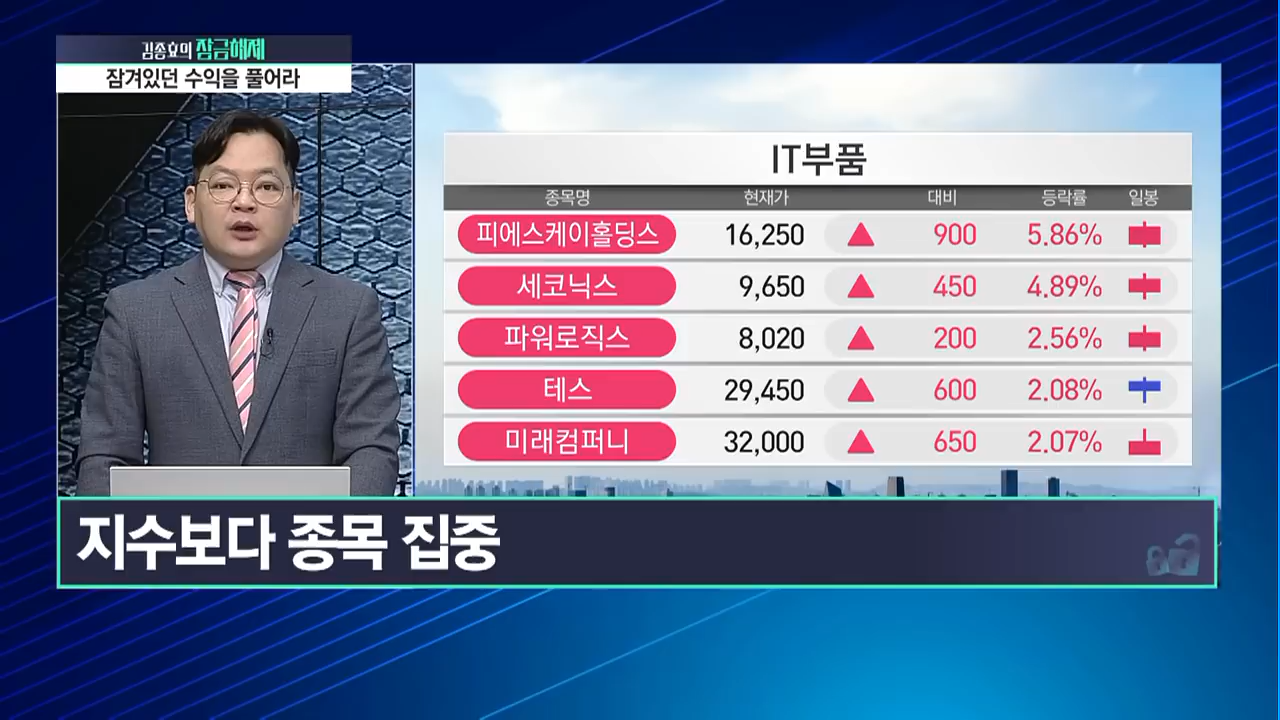 김종효의 잠금해제
잠겨있던 수익을 풀어라
IT부품
종목명 현재가 대비 등락률 일봉
피에스케이홀딩스 16,250 ▲ 900 5.86%
세코닉스 9,650 ▲ 450 4.89%
파워로직스 8,020 ▲ 200 2.56%
테스 29,450 ▲ 600 2.08%
미래컴퍼니 32,000 ▲ 650 2.07%
지수보다 종목 집중